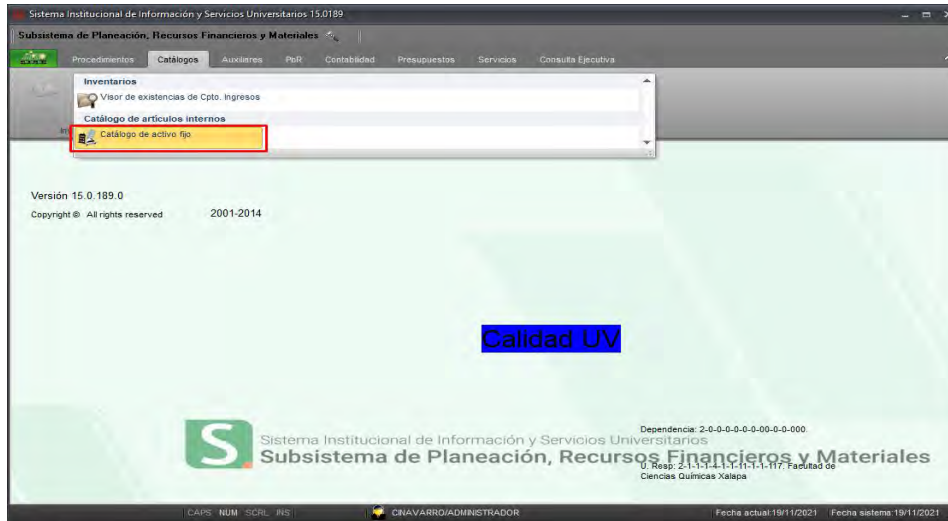 Sistema Institucional de Información y Servicios Universitarios 15.0189
Subsistema de Planeación, Recursos Financieros y Materiales
Procedimientos Catálogos Auxiliares PbR Contabilidad Presupuestos Servicios Consulta Ejecutiva
Inventarios
Visor de existencias de Cpto. Ingresos
Catálogo de artículos internos
Catálogo de activo fijo
Versión 15.0.189.0
Copyright © All rights reserved 2001-2014
Calidad UV
Dependencia: 2-0-0-0-0-0-00-0-0-000.
Sistema Institucional de Información y Servicios Universitarios
Subsistema de Planeación, Recursos Financieros y Materiales
U. Resp: 2-1-1-1-4-1-1-11-1-1-117. Facultad de
Ciencias Químicas Xalapa
CAPS NUM SCRL INS CINAVARRO/ADMINISTRADOR Fecha actual:19/11/2021 Fecha sistema:19/11/2021